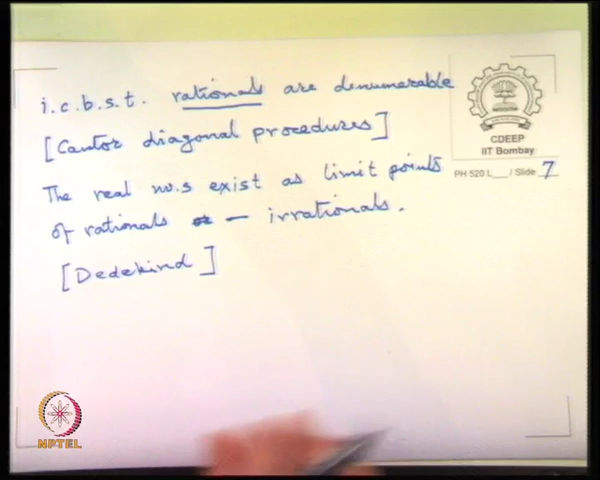 i.c.b.s.t. rationals are denumerable
[Cantor diagonal procedures]
The real no.s exist as limit points
of rationals — irrationals.
[Dedekind]
CDEEP
IIT Bombay
PH 520 L___ / Slide 7
NPTEL